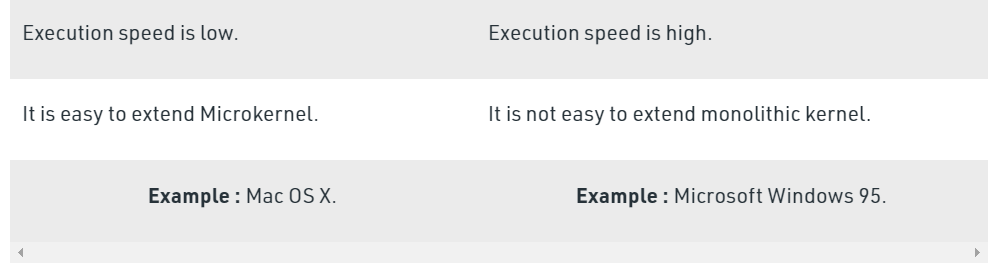 Execution speed is low.
Execution speed is high.
It is easy to extend Microkernel.
It is not easy to extend monolithic kernel.
Example : Mac OS X.
Example : Microsoft Windows 95.